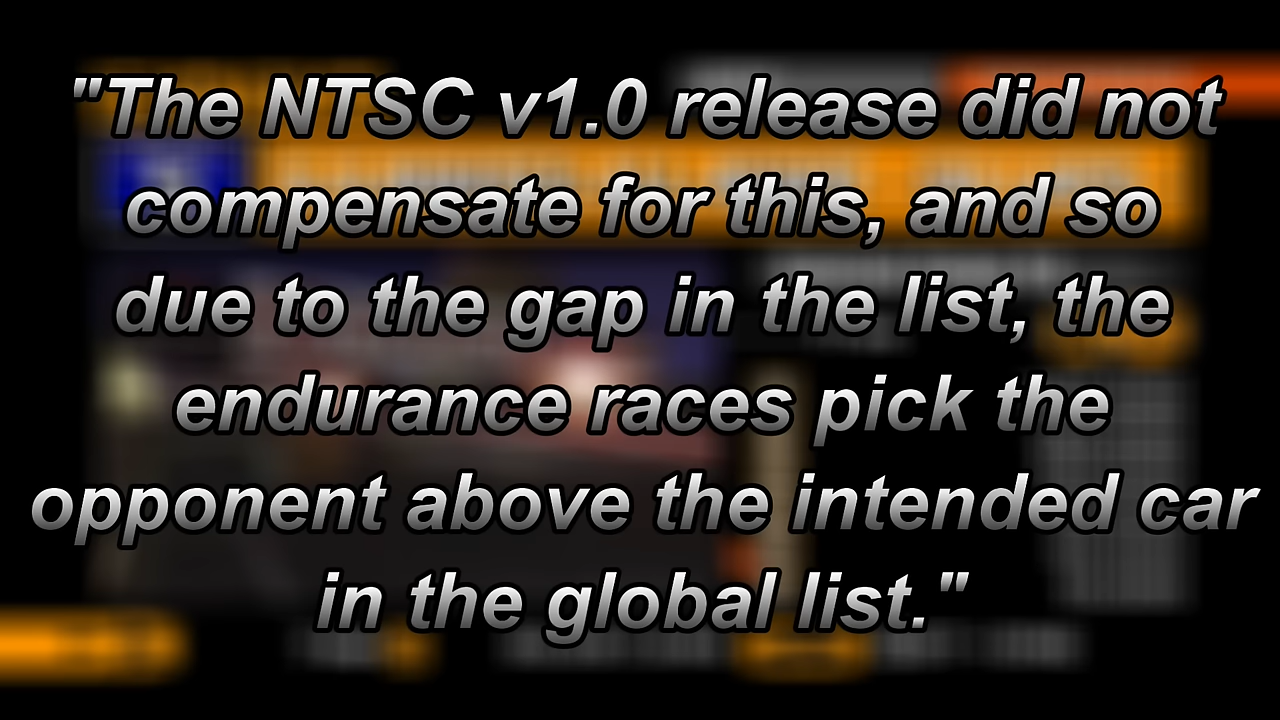 "The NTSC v1.0 release did not
compensate for this, and so
due to the gap in the list, the
endurance races pick the
opponent above the intended car
in the global list."